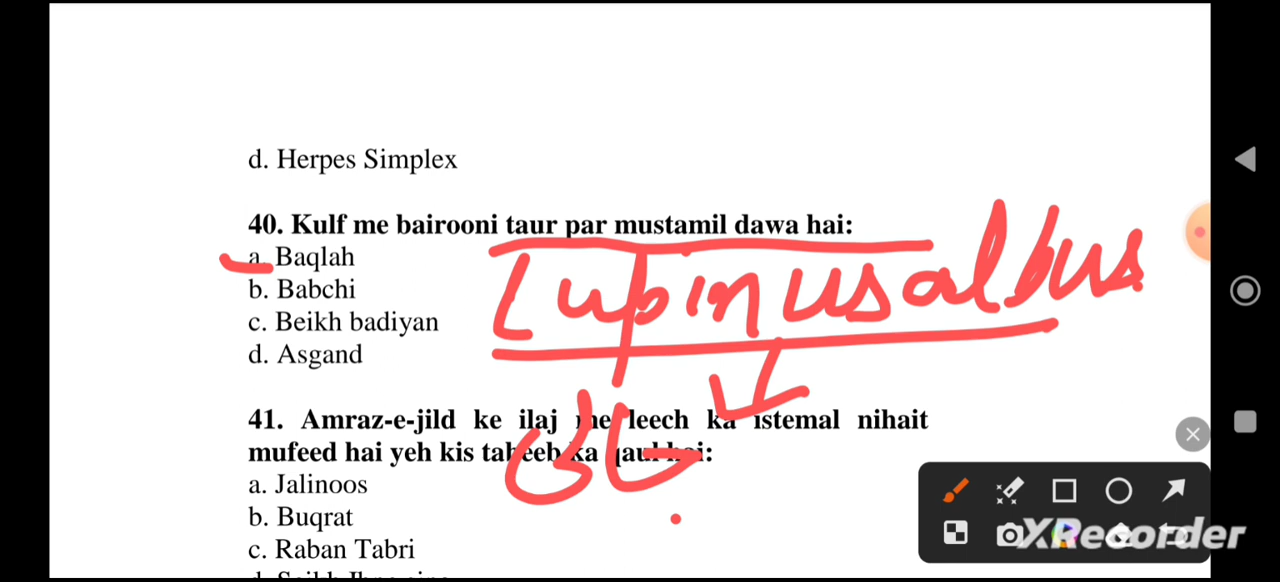 d. Herpes Simplex
40. Kulf me bairooni taur par mustamil dawa hai:
a. Baqlah
b. Babchi
c. Beikh badiyan
d. Asgand
Lupinus albus
41. Amraz-e-jild ke ilaj me leech ka istemal nihait
mufeed hai yeh kis tabeeb ka qaul hai:
a. Jalinoos
b. Buqrat
c. Raban Tabri
XRecorder